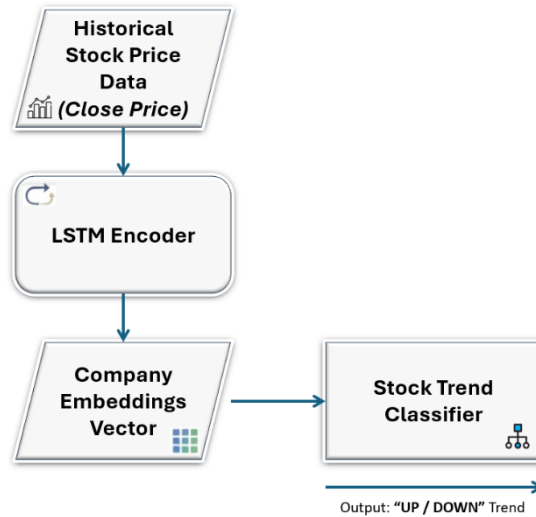 Historical
Stock Price
Data
(Close Price)
LSTM Encoder
Company
Embeddings
Vector
Stock Trend
Classifier
Output: “UP / DOWN” Trend